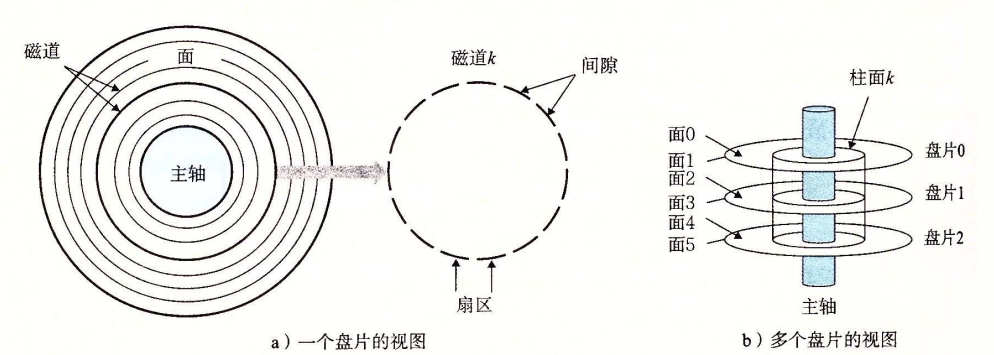 磁道
面
主轴
磁道k
间隙
扇区
a）一个盘片的视图
柱面k
面0
面1
面2
面3
面4
面5
盘片0
盘片1
盘片2
主轴
b）多个盘片的视图